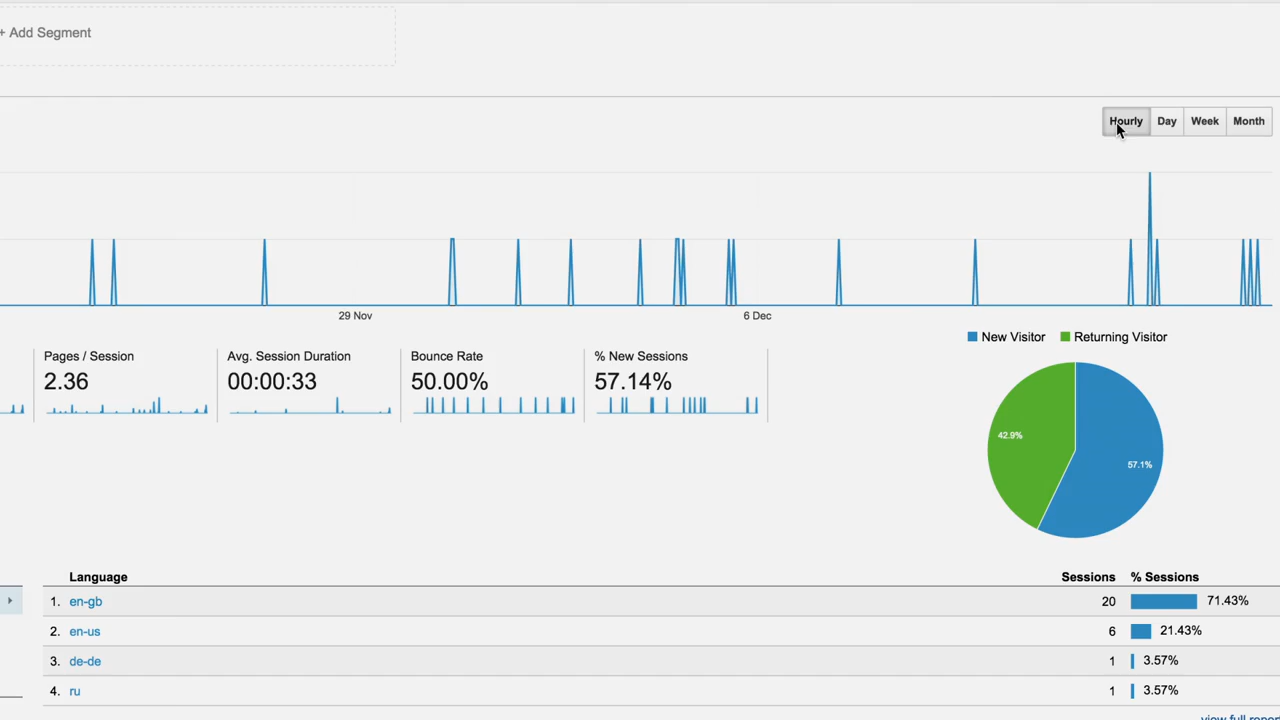 + Add Segment
Hourly Day Week Month
29 Nov 6 Dec
New Visitor Returning Visitor
Pages / Session Avg. Session Duration Bounce Rate % New Sessions
2.36 00:00:33 50.00% 57.14%
42.9%
57.1%
Language Sessions % Sessions
1. en-gb 20 71.43%
2. en-us 6 21.43%
3. de-de 1 3.57%
4. ru 1 3.57%
view full